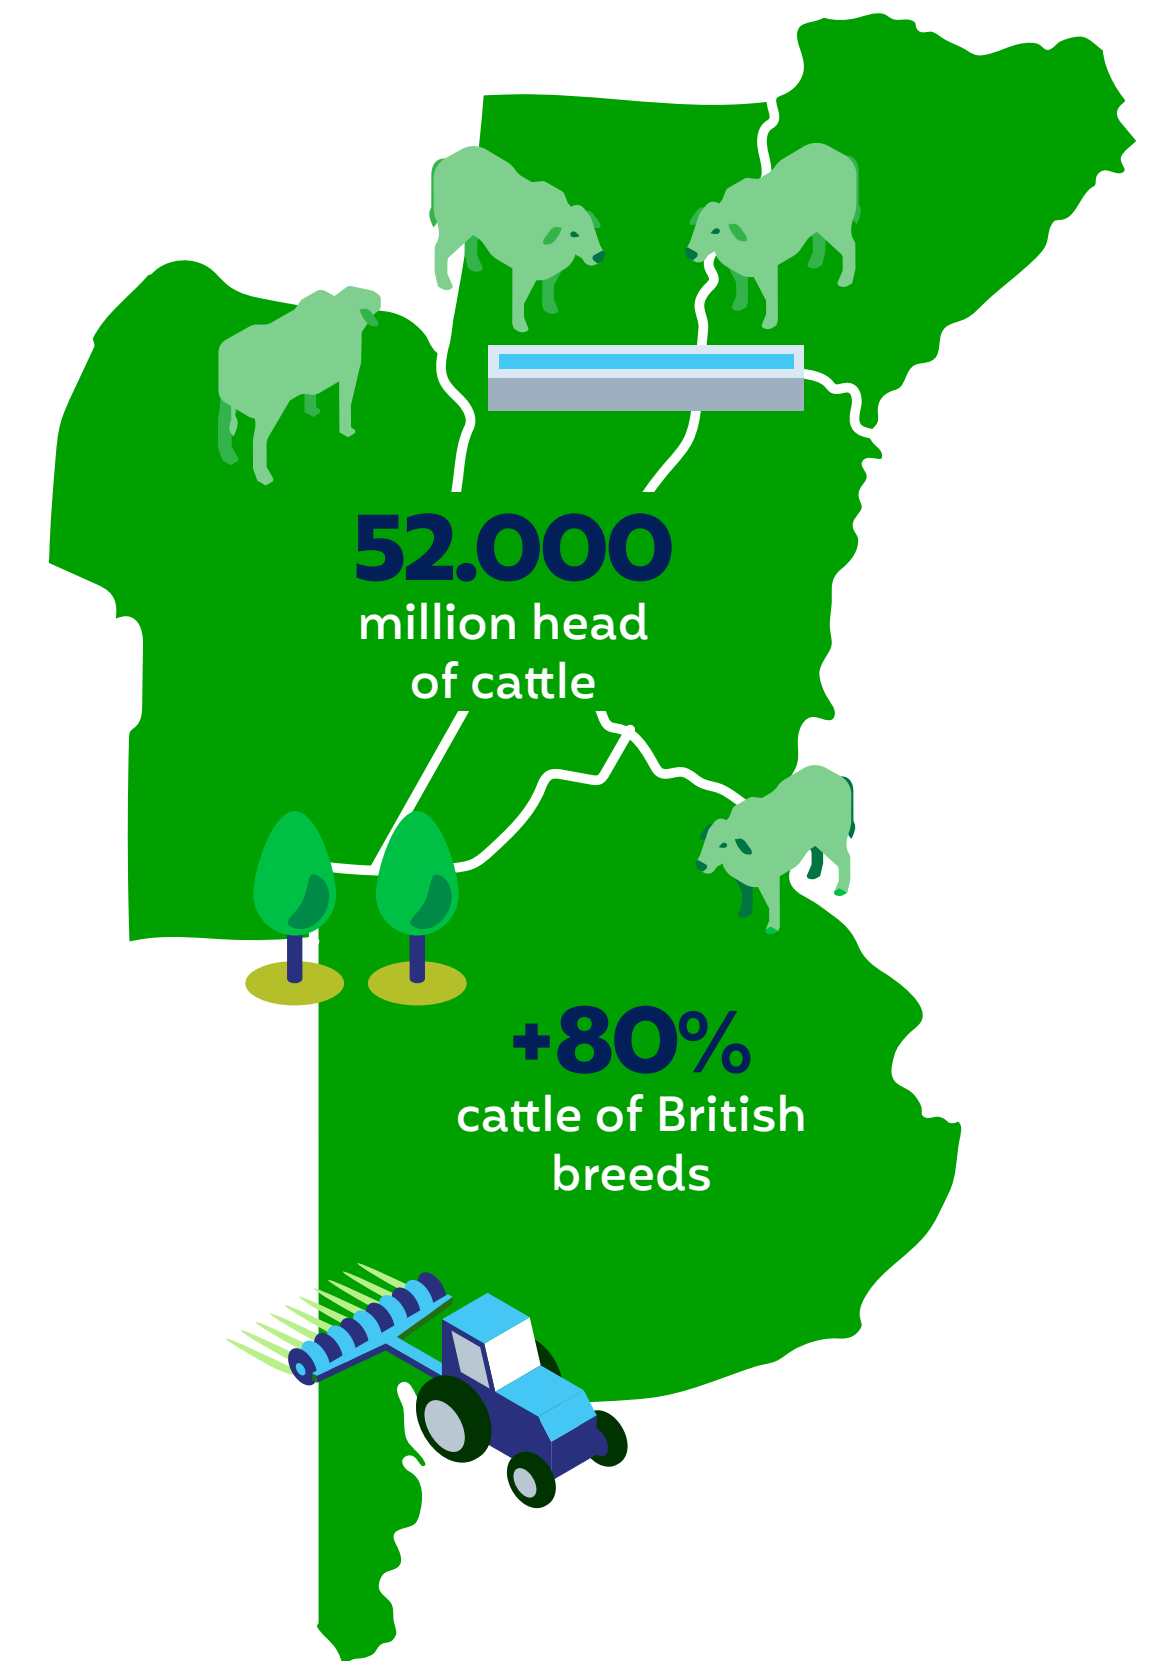 52.000
million head
of cattle
+80%
cattle of British
breeds